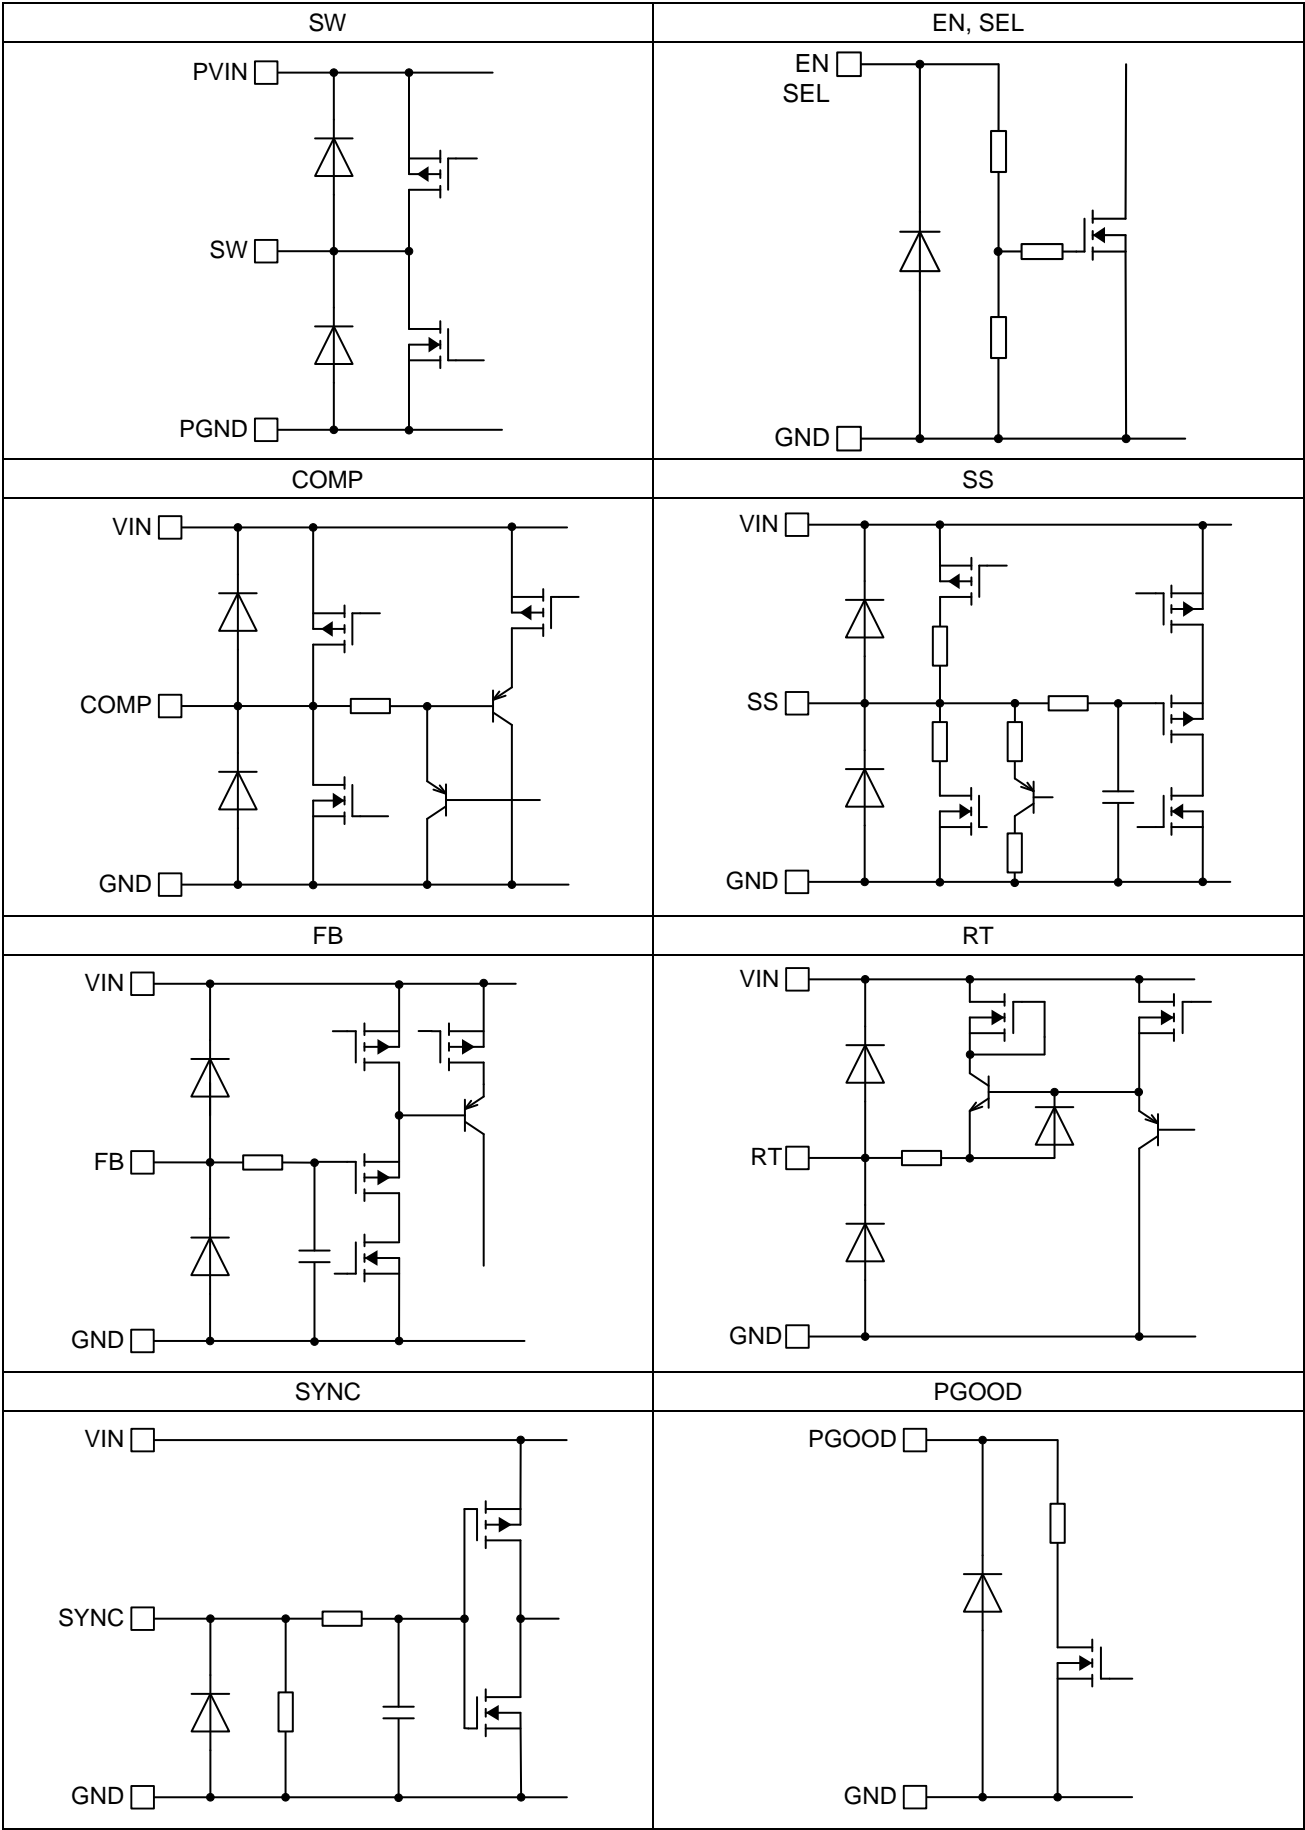 SW
EN, SEL
PVIN
SW
PGND
EN
SEL
GND
COMP
SS
VIN
COMP
GND
VIN
SS
GND
FB
RT
VIN
FB
GND
VIN
RT
GND
SYNC
PGOOD
VIN
SYNC
GND
PGOOD
GND